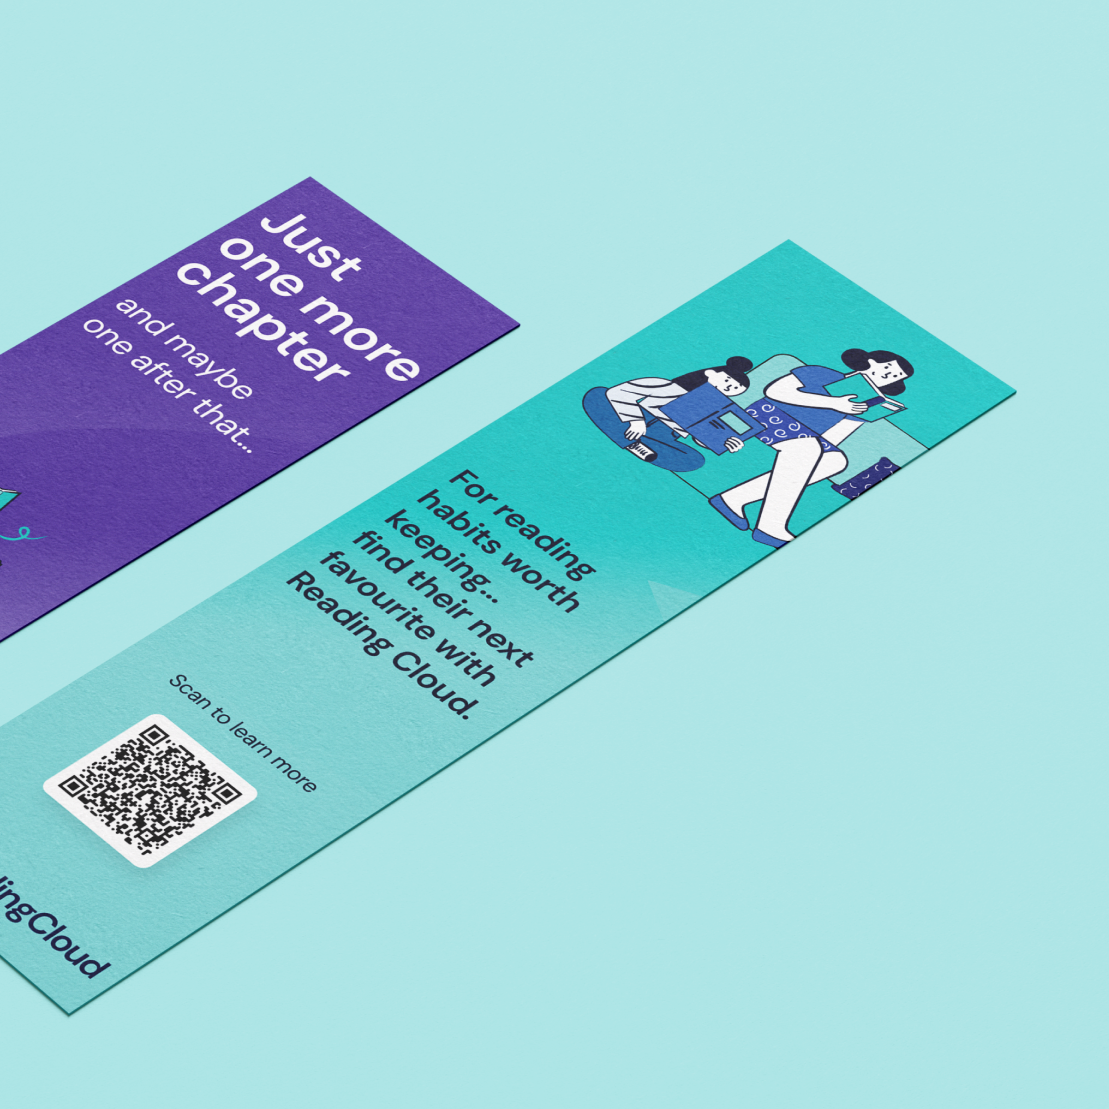 Just
one more
chapter
and maybe
one after that...
For reading
habits worth
keeping...
find their next
favourite with
Reading Cloud.
Scan to learn more
lingCloud